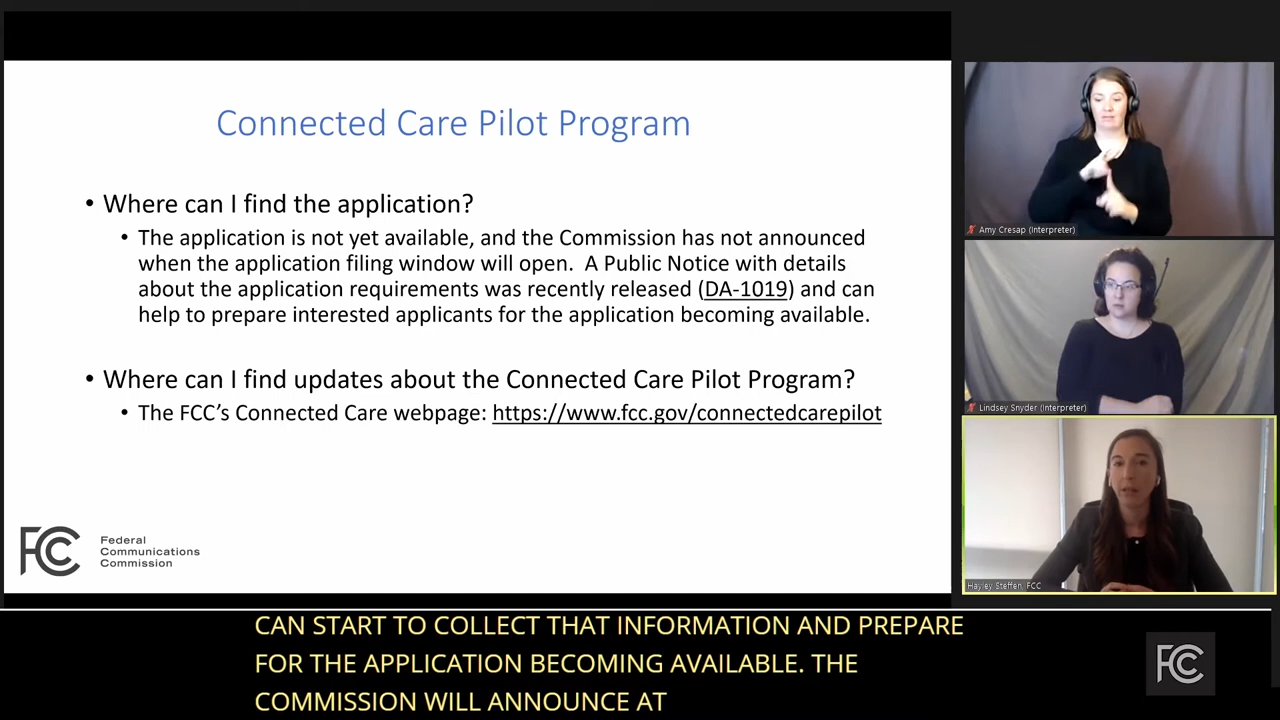 Connected Care Pilot Program
• Where can I find the application?
• The application is not yet available, and the Commission has not announced
when the application filing window will open.  A Public Notice with details
about the application requirements was recently released (DA-1019) and can
help to prepare interested applicants for the application becoming available.
• Where can I find updates about the Connected Care Pilot Program?
• The FCC’s Connected Care webpage: https://www.fcc.gov/connectedcarepilot
FCC
Federal
Communications
Commission
Amy Cresap (Interpreter)
Lindsey Snyder (Interpreter)
Hayley Steffen, FCC
CAN START TO COLLECT THAT INFORMATION AND PREPARE
FOR THE APPLICATION BECOMING AVAILABLE. THE
COMMISSION WILL ANNOUNCE AT
FCC